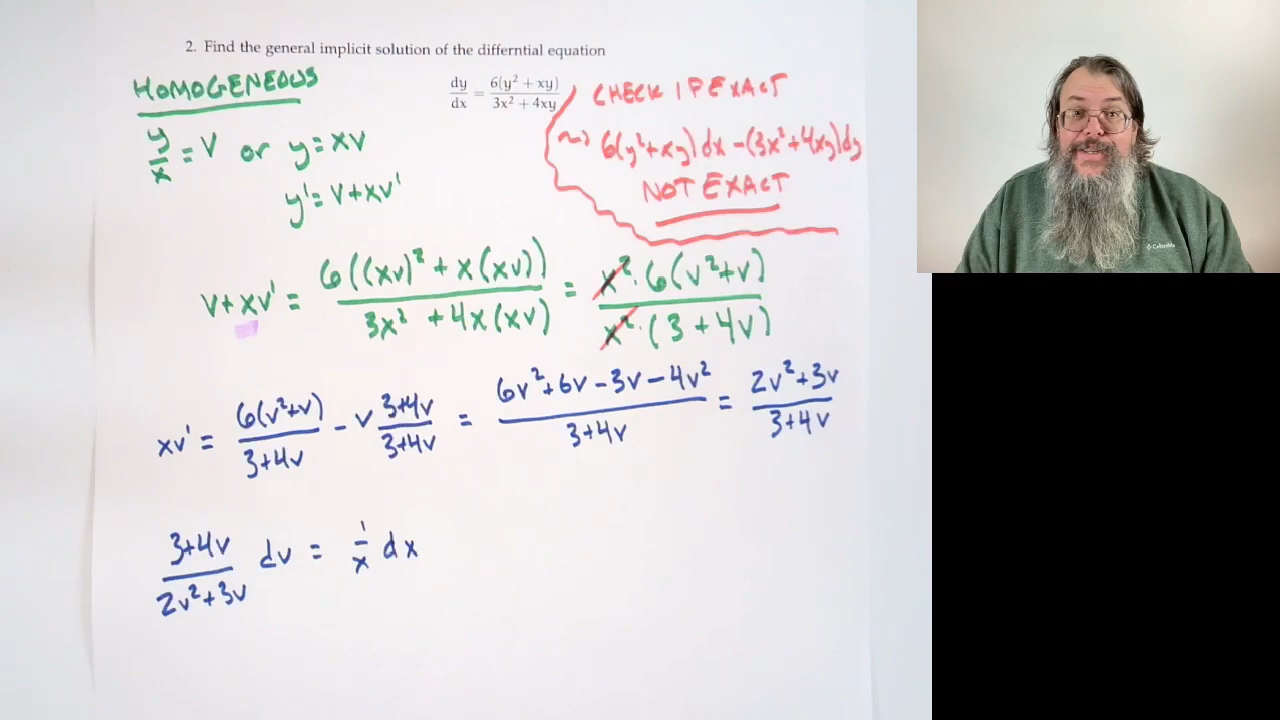 2. Find the general implicit solution of the differntial equation
HOMOGENEOUS
dy/dx = 6(y² + xy)/(3x² + 4xy)
CHECK IF EXACT
~> 6(y²+xy)dx -(3x²+4xy)dy
NOT EXACT
y/x = v or y = xv
y' = v+xv'
v+xv' = 6((xv)² + x(xv))/(3x² + 4x(xv)) = x²·6(v²+v)/(x²·(3+4v))
xv' = 6(v²+v)/(3+4v) - v (3+4v)/(3+4v) = (6v²+6v-3v-4v²)/(3+4v) = (2v²+3v)/(3+4v)
(3+4v)/(2v²+3v) dv = 1/x dx
Columbia